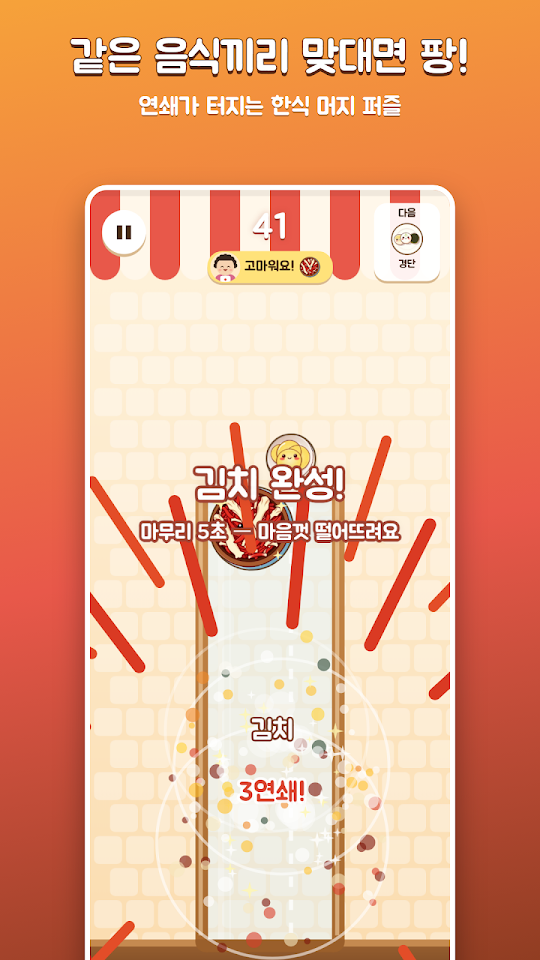 같은 음식끼리 맞대면 팡!
연쇄가 터지는 한식 머지 퍼즐
41
다음
고마워요!
경단
김치 완성!
마무리 5초 — 마음껏 떨어뜨려요
김치
3연쇄!